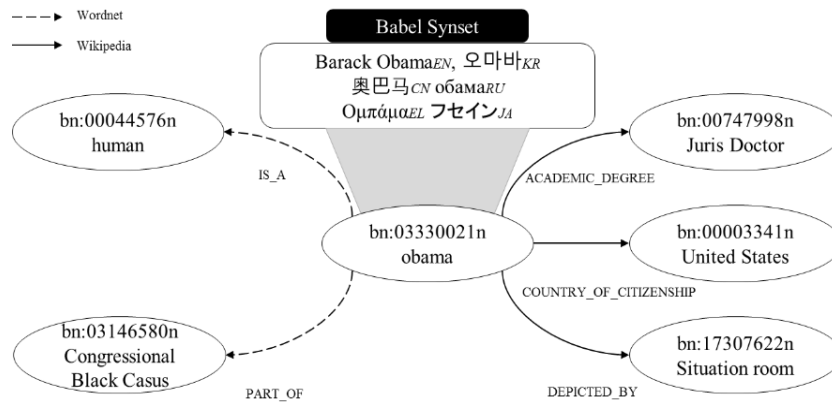 Wordnet
Wikipedia
Babel Synset
Barack ObamaEN, 오마바KR
奥巴马CN обамаRU
ΟμπάμαEL フセインJA
bn:00044576n
human
IS_A
bn:03330021n
obama
bn:03146580n
Congressional
Black Casus
PART_OF
bn:00747998n
Juris Doctor
ACADEMIC_DEGREE
bn:00003341n
United States
COUNTRY_OF_CITIZENSHIP
bn:17307622n
Situation room
DEPICTED_BY